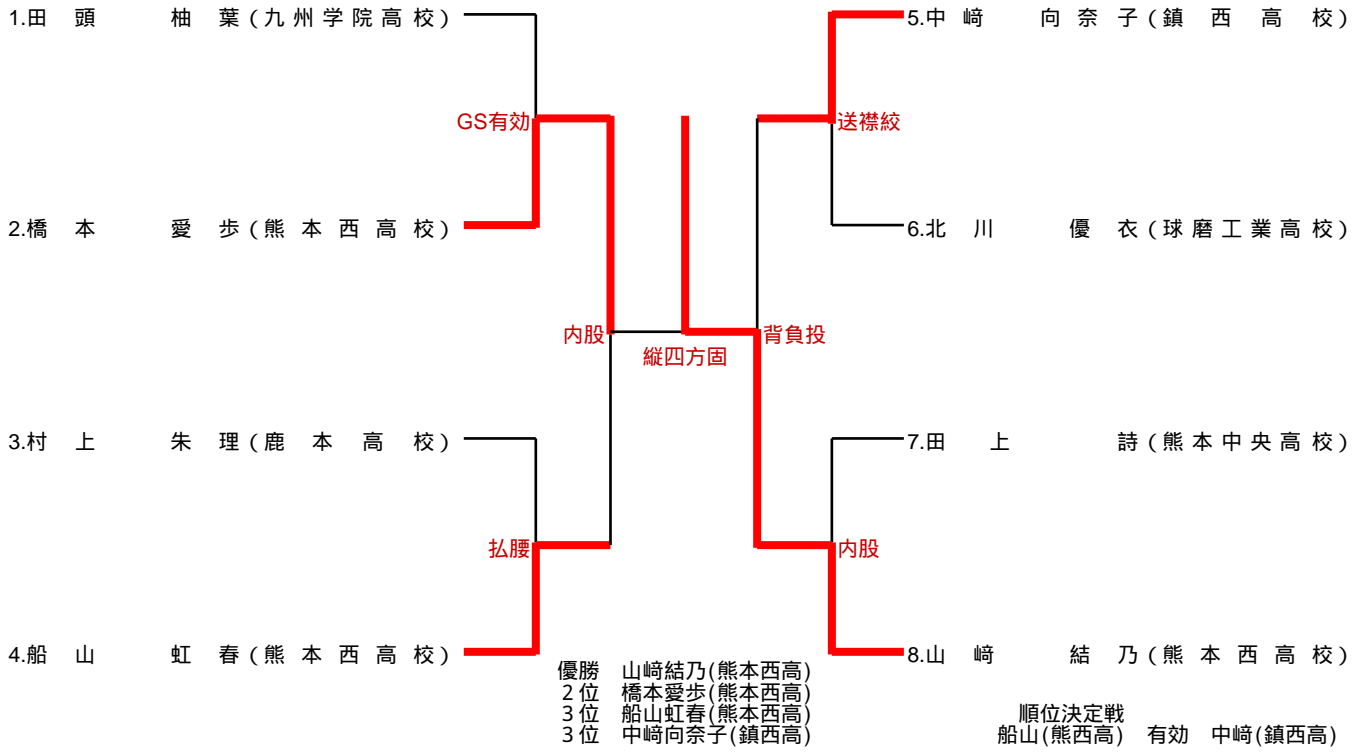 1.田頭 柚葉(九州学院高校)
5.中﨑 向奈子(鎮西高校)
GS有効
送襟絞
2.橋本 愛歩(熊本西高校)
6.北川 優衣(球磨工業高校)
内股
背負投
縦四方固
3.村上 朱理(鹿本高校)
7.田上 詩(熊本中央高校)
払腰
内股
4.船山 虹春(熊本西高校)
8.山﨑 結乃(熊本西高校)
優勝 山﨑結乃(熊本西高)
2位 橋本愛歩(熊本西高)
3位 船山虹春(熊本西高)
3位 中﨑向奈子(鎮西高)
順位決定戦
船山(熊西高) 有効 中﨑(鎮西高)